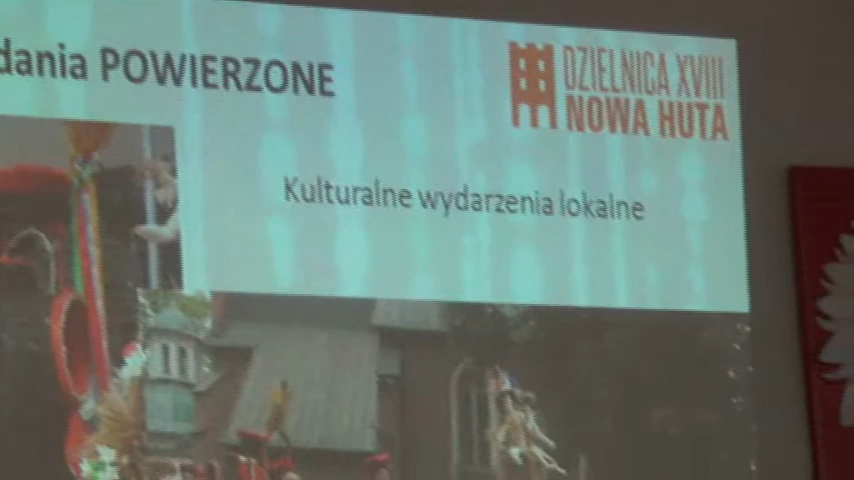 dania POWIERZONE
DZIELNICA XVIII
NOWA HUTA
Kulturalne wydarzenia lokalne